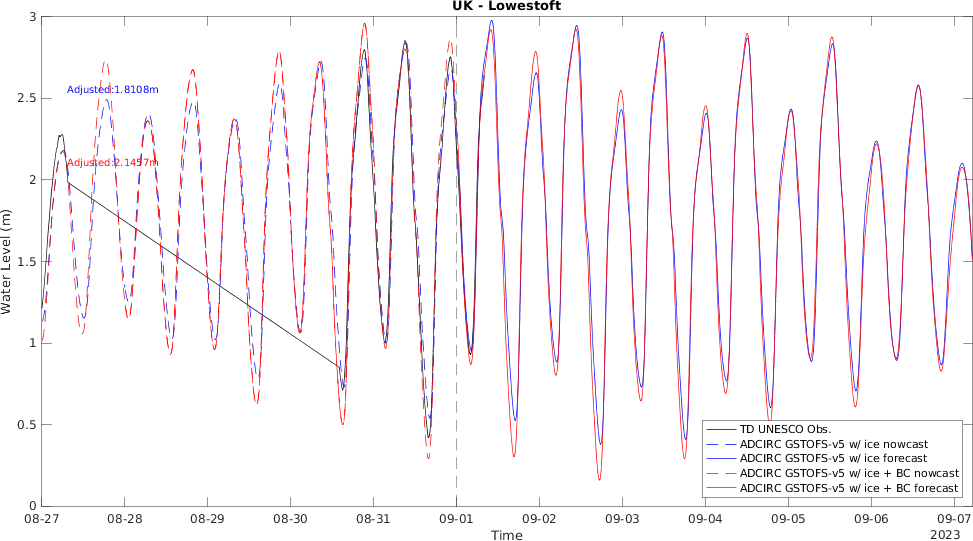 UK - Lowestoft
3
2.5
2
1.5
1
0.5
0
Water Level (m)
Adjusted:1.8108m
Adjusted:2.1457m
TD UNESCO Obs.
ADCIRC GSTOFS-v5 w/ ice nowcast
ADCIRC GSTOFS-v5 w/ ice forecast
ADCIRC GSTOFS-v5 w/ ice + BC nowcast
ADCIRC GSTOFS-v5 w/ ice + BC forecast
08-27 08-28 08-29 08-30 08-31 09-01 09-02 09-03 09-04 09-05 09-06 09-07
Time
2023